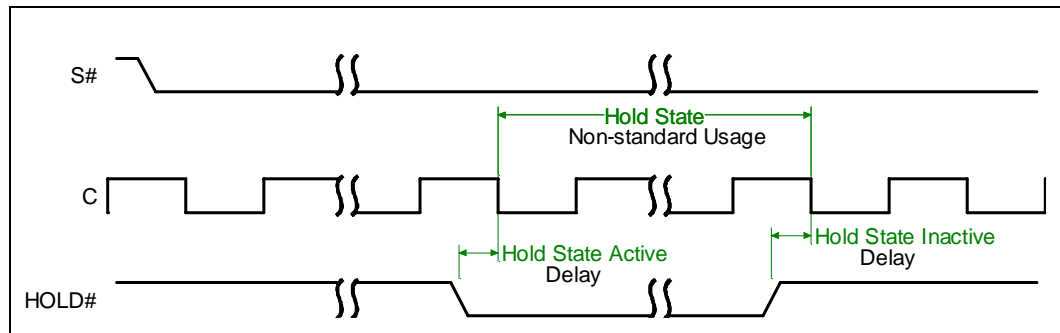 S#
Hold State
Non-standard Usage
C
Hold State Active
Delay
Hold State Inactive
Delay
HOLD#